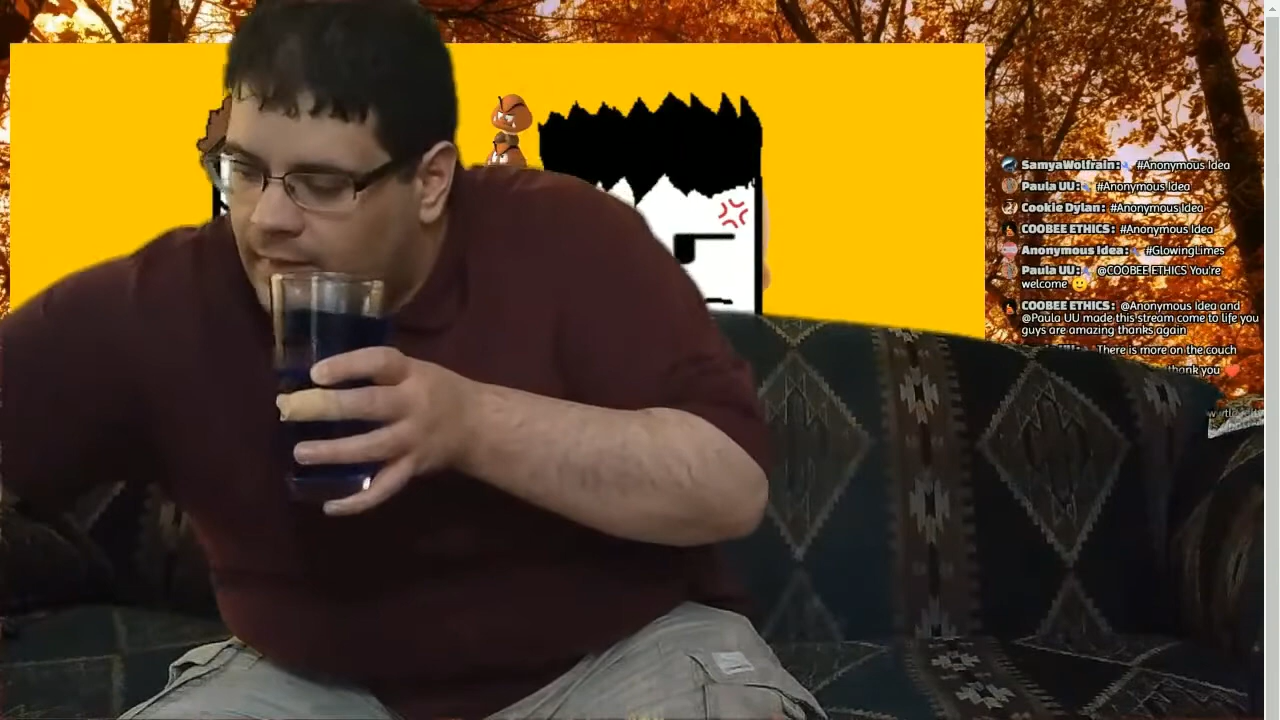 SamyaWolfrain: #Anonymous Idea
Paula UU: #Anonymous Idea
Cookie Dylan: #Anonymous Idea
COOBEE ETHICS: #Anonymous Idea
Anonymous Idea: #GlowingLimes
Paula UU: @COOBEE ETHICS You're
welcome 🙂
COOBEE ETHICS: @Anonymous Idea and
@Paula UU made this stream come to life you
guys are amazing thanks again
There is more on the couch
thank you ❤️